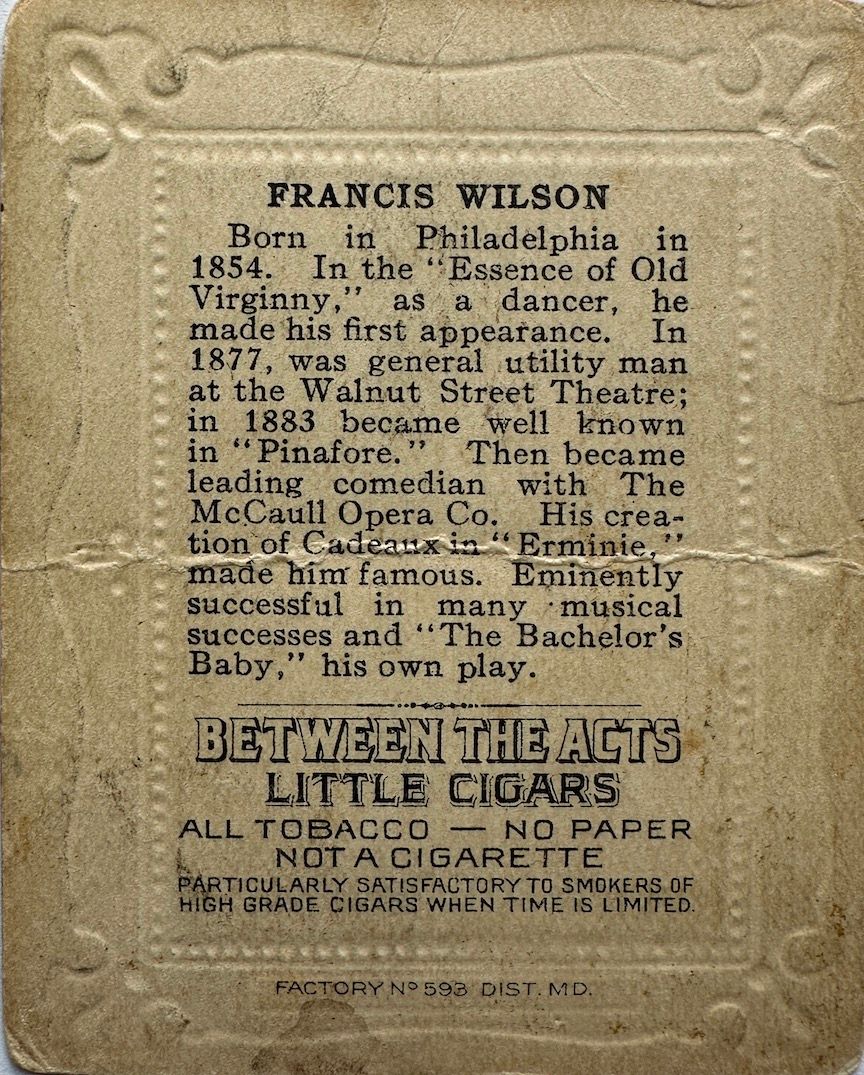 FRANCIS WILSON
Born in Philadelphia in
1854. In the “Essence of Old
Virginny,” as a dancer, he
made his first appearance. In
1877, was general utility man
at the Walnut Street Theatre;
in 1883 became well known
in “Pinafore.” Then became
leading comedian with The
McCaull Opera Co. His crea-
tion of Cadeaux in “Erminie,”
made him famous. Eminently
successful in many musical
successes and “The Bachelor’s
Baby,” his own play.
BETWEEN THE ACTS
LITTLE CIGARS
ALL TOBACCO — NO PAPER
NOT A CIGARETTE
PARTICULARLY SATISFACTORY TO SMOKERS OF
HIGH GRADE CIGARS WHEN TIME IS LIMITED.
FACTORY Nº 593 DIST. MD.